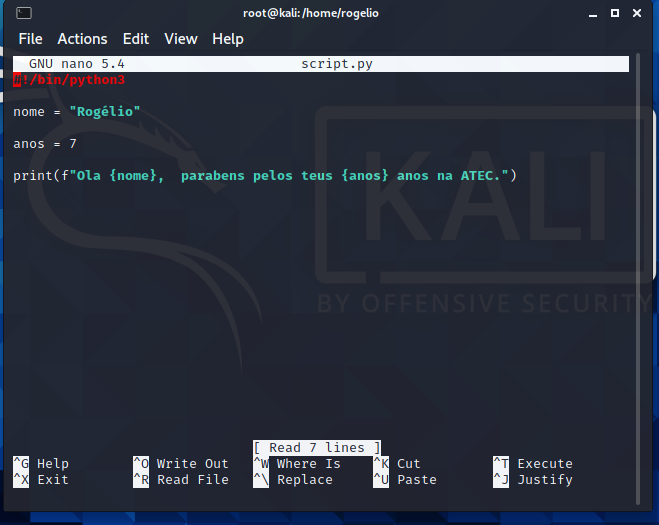 root@kali:/home/rogelio
File Actions Edit View Help
GNU nano 5.4 script.py
#!/bin/python3
nome = "Rogélio"
anos = 7
print(f"Ola {nome},  parabens pelos teus {anos} anos na ATEC.")
KALI
BY OFFENSIVE SECURITY
[ Read 7 lines ]
^G Help ^O Write Out ^W Where Is ^K Cut ^T Execute
^X Exit ^R Read File ^\ Replace ^U Paste ^J Justify